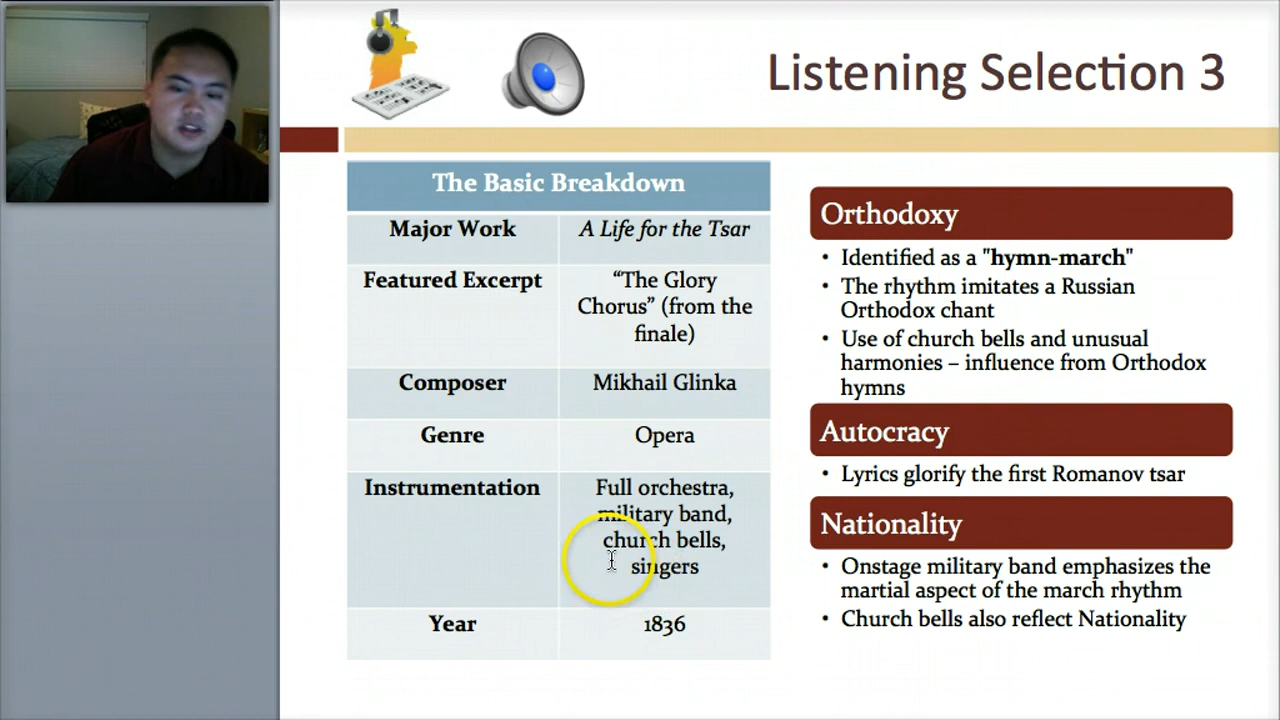 Listening Selection 3
The Basic Breakdown
Major Work
A Life for the Tsar
Featured Excerpt
“The Glory
Chorus” (from the
finale)
Composer
Mikhail Glinka
Genre
Opera
Instrumentation
Full orchestra,
military band,
church bells,
singers
Year
1836
Orthodoxy
• Identified as a "hymn-march"
• The rhythm imitates a Russian
Orthodox chant
• Use of church bells and unusual
harmonies – influence from Orthodox
hymns
Autocracy
• Lyrics glorify the first Romanov tsar
Nationality
• Onstage military band emphasizes the
martial aspect of the march rhythm
• Church bells also reflect Nationality